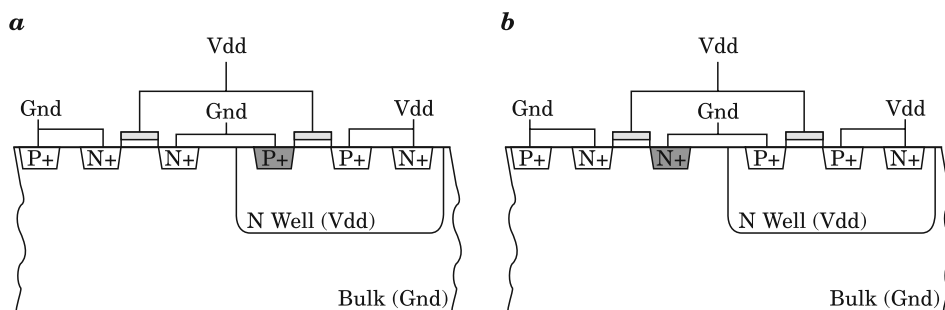 a
Vdd
Gnd
Gnd
Vdd
P+ N+ N+ P+ P+ N+
N Well (Vdd)
Bulk (Gnd)
b
Vdd
Gnd
Gnd
Vdd
P+ N+ N+ P+ P+ N+
N Well (Vdd)
Bulk (Gnd)